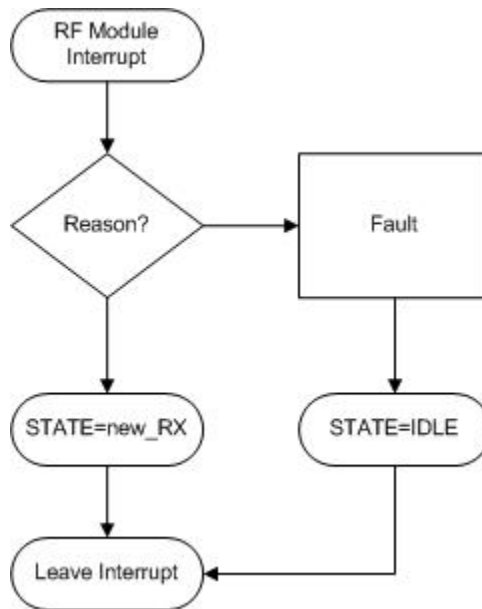 RF Module
Interrupt
Reason?
Fault
STATE=new_RX
STATE=IDLE
Leave Interrupt